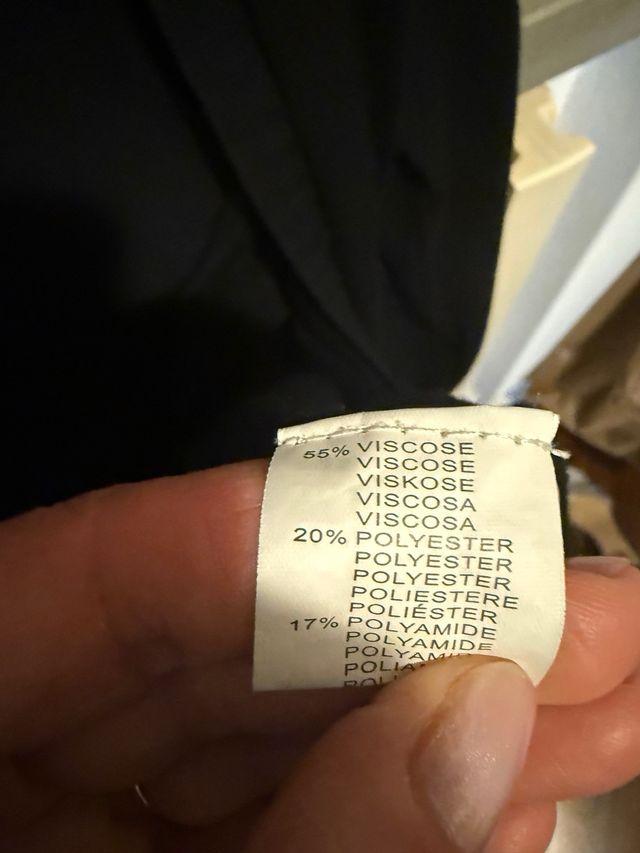 55% VISCOSE
VISCOSE
VISKOSE
VISCOSA
VISCOSA
20% POLYESTER
POLYESTER
POLYESTER
POLIESTERE
POLIÉSTER
17% POLYAMIDE
POLYAMIDE